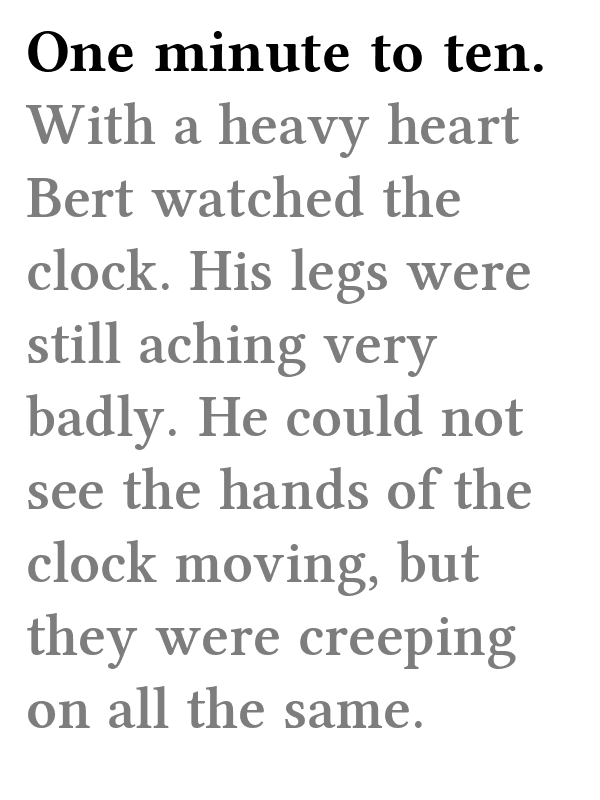 One minute to ten.
With a heavy heart
Bert watched the
clock. His legs were
still aching very
badly. He could not
see the hands of the
clock moving, but
they were creeping
on all the same.